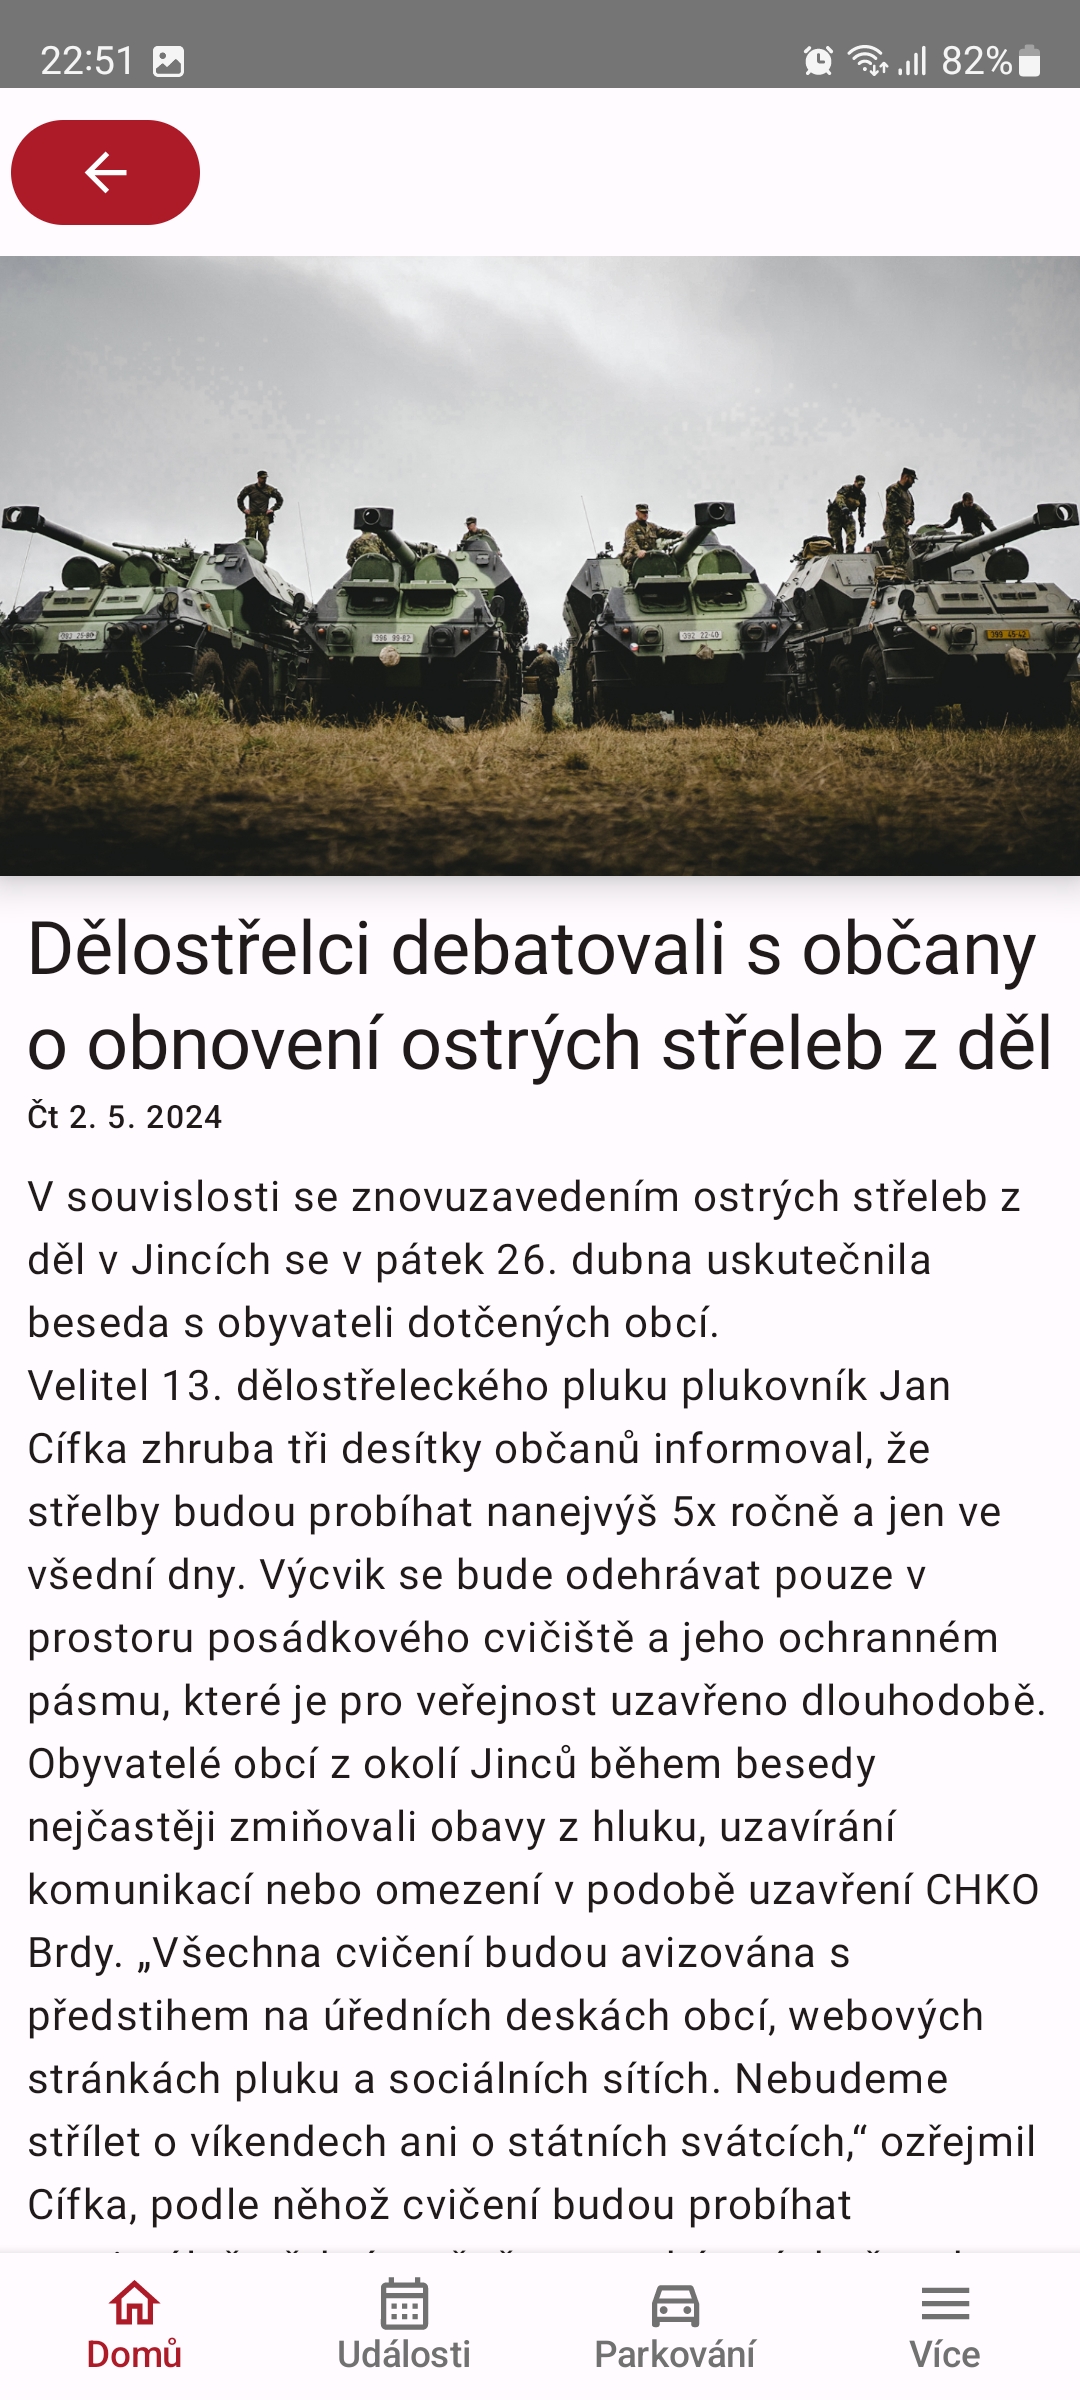 22:51
82%
Dělostřelci debatovali s občany
o obnovení ostrých střeleb z děl
Čt 2. 5. 2024
V souvislosti se znovuzavedením ostrých střeleb z
děl v Jincích se v pátek 26. dubna uskutečnila
beseda s obyvateli dotčených obcí.
Velitel 13. dělostřeleckého pluku plukovník Jan
Cífka zhruba tři desítky občanů informoval, že
střelby budou probíhat nanejvýš 5x ročně a jen ve
všední dny. Výcvik se bude odehrávat pouze v
prostoru posádkového cvičiště a jeho ochranném
pásmu, které je pro veřejnost uzavřeno dlouhodobě.
Obyvatelé obcí z okolí Jinců během besedy
nejčastěji zmiňovali obavy z hluku, uzavírání
komunikací nebo omezení v podobě uzavření CHKO
Brdy. „Všechna cvičení budou avizována s
předstihem na úředních deskách obcí, webových
stránkách pluku a sociálních sítích. Nebudeme
střílet o víkendech ani o státních svátcích,“ ozřejmil
Cífka, podle něhož cvičení budou probíhat
Domů
Události
Parkování
Více